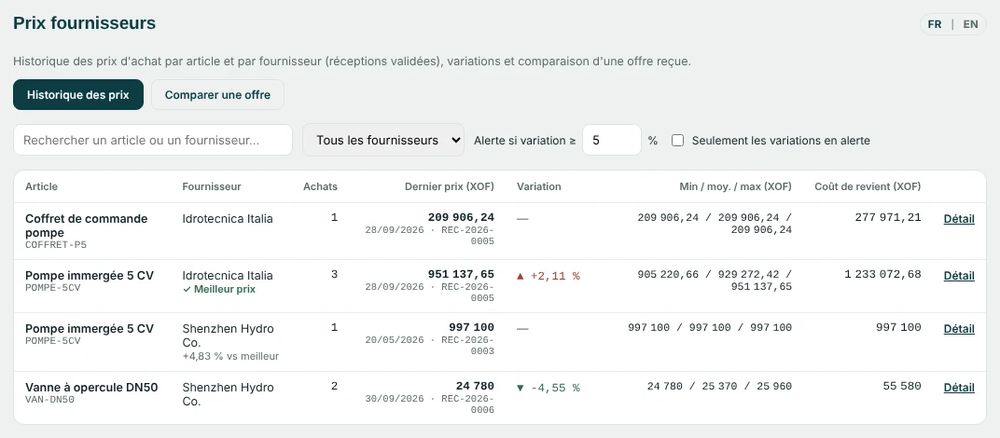 Prix fournisseurs
FR | EN
Historique des prix d'achat par article et par fournisseur (réceptions validées), variations et comparaison d'une offre reçue.
Historique des prix
Comparer une offre
Rechercher un article ou un fournisseur...
Tous les fournisseurs
Alerte si variation ≥ 5 %
Seulement les variations en alerte
Article Fournisseur Achats Dernier prix (XOF) Variation Min / moy. / max (XOF) Coût de revient (XOF)
Coffret de commande
pompe
COFFRET-P5
Idrotecnica Italia
1
209 906,24
28/09/2026 · REC-2026-
0005
—
209 906,24 / 209 906,24 /
209 906,24
277 971,21
Détail
Pompe immergée 5 CV
POMPE-5CV
Idrotecnica Italia
✓ Meilleur prix
3
951 137,65
28/09/2026 · REC-2026-
0005
▲ +2,11 %
905 220,66 / 929 272,42 /
951 137,65
1 233 072,68
Détail
Pompe immergée 5 CV
POMPE-5CV
Shenzhen Hydro
Co.
+4,83 % vs meilleur
1
997 100
20/05/2026 · REC-2026-
0003
—
997 100 / 997 100 / 997 100
997 100
Détail
Vanne à opercule DN50
VAN-DN50
Shenzhen Hydro
Co.
2
24 780
30/09/2026 · REC-2026-
0006
▼ -4,55 %
24 780 / 25 370 / 25 960
55 580
Détail